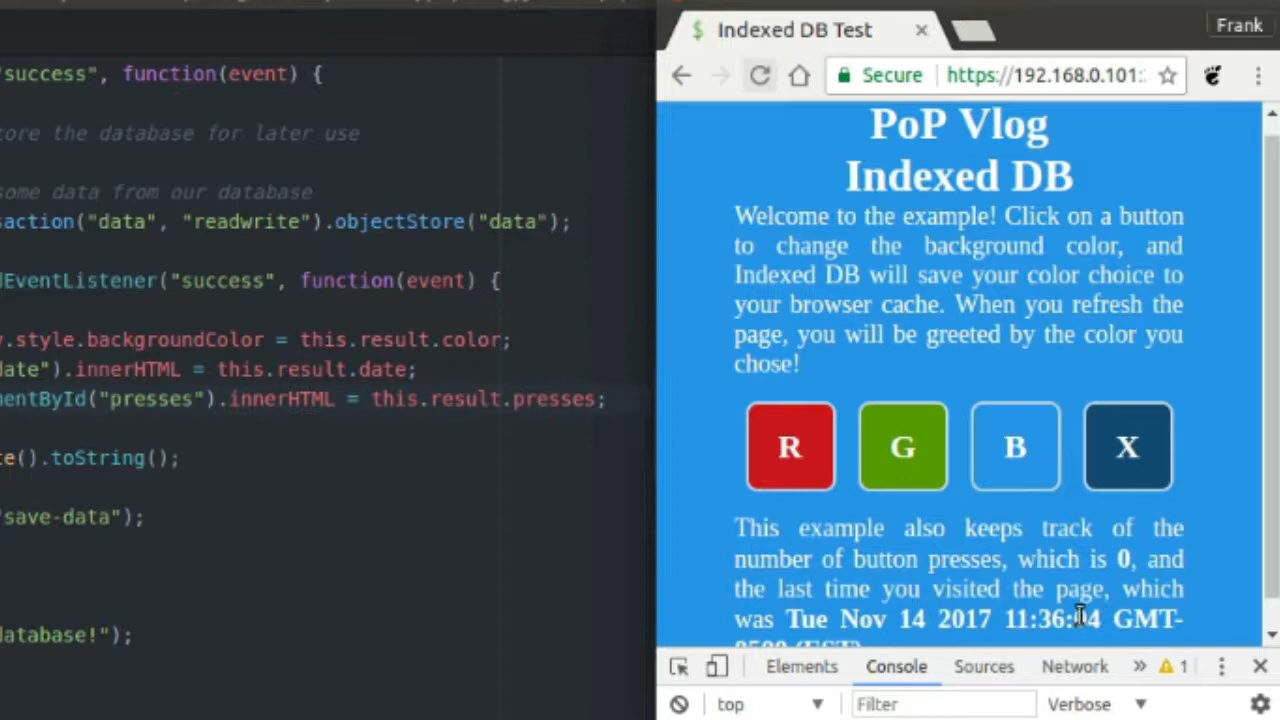 "success", function(event) {
tore the database for later use
some data from our database
saction("data", "readwrite").objectStore("data");
dEventListener("success", function(event) {
.style.backgroundColor = this.result.color;
date").innerHTML = this.result.date;
mentById("presses").innerHTML = this.result.presses;
te().toString();
"save-data");
database!");
$ Indexed DB Test
Frank
Secure https://192.168.0.101:
PoP Vlog
Indexed DB
Welcome to the example! Click on a button
to change the background color, and
Indexed DB will save your color choice to
your browser cache. When you refresh the
page, you will be greeted by the color you
chose!
R G B X
This example also keeps track of the
number of button presses, which is 0, and
the last time you visited the page, which
was Tue Nov 14 2017 11:36: GMT-
0500 (EST)
Elements Console Sources Network » 1
top Filter Verbose